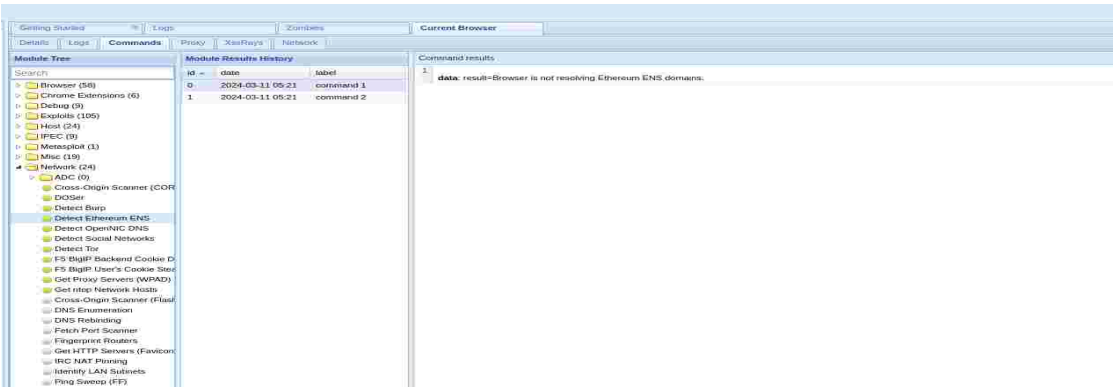 Getting Started Logs Zombies Current Browser
Details Logs Commands Proxy XssRays Network
Module Tree
Search
Browser (58)
Chrome Extensions (6)
Debug (9)
Exploits (105)
Host (24)
IPEC (9)
Metasploit (1)
Misc (19)
Network (24)
ADC (0)
Cross-Origin Scanner (COR
DOSer
Detect Burp
Detect Ethereum ENS
Detect OpenNIC DNS
Detect Social Networks
Detect Tor
F5 BigIP Backend Cookie D
F5 BigIP User's Cookie Stea
Get Proxy Servers (WPAD)
Get ntop Network Hosts
Cross-Origin Scanner (Flash
DNS Enumeration
DNS Rebinding
Fetch Port Scanner
Fingerprint Routers
Get HTTP Servers (Favicon
IRC NAT Pinning
Identify LAN Subnets
Ping Sweep (FF)
Module Results History
id date label
0 2024-03-11 05:21 command 1
1 2024-03-11 05:21 command 2
Command results
1
data: result=Browser is not resolving Ethereum ENS domains.